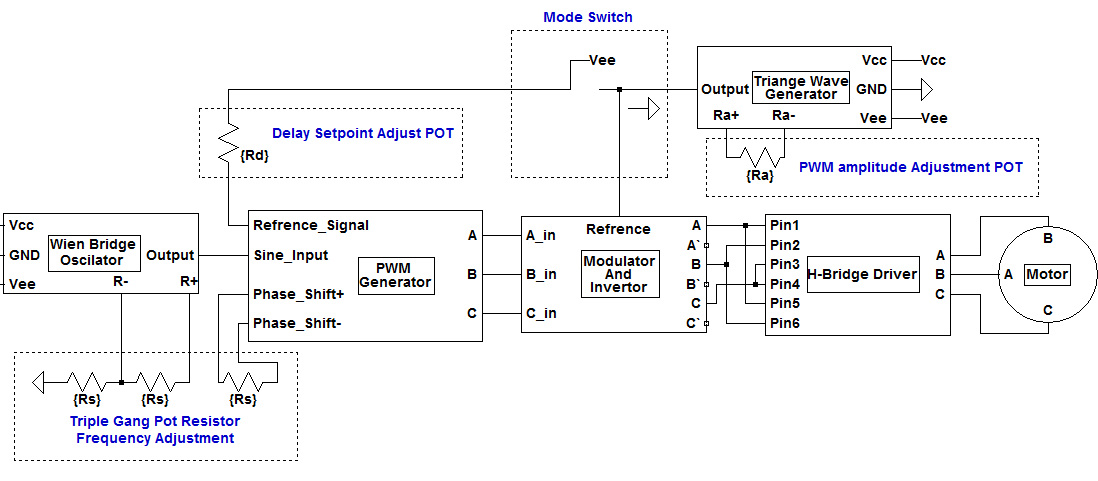 Mode Switch
Vee
Vcc
Vcc
Output
Triange Wave
Generator
GND
Ra+
Ra-
Vee
Vee
Delay Setpoint Adjust POT
{Rd}
PWM amplitude Adjustment POT
{Ra}
Vcc
GND
Vee
Wien Bridge
Oscilator
Output
R-
R+
Refrence_Signal
Sine_Input
Phase_Shift+
Phase_Shift-
PWM
Generator
A
B
C
A_in
B_in
C_in
Refrence
Modulator
And
Invertor
A
A`
B
B`
C
C`
Pin1
Pin2
Pin3
Pin4
Pin5
Pin6
H-Bridge Driver
A
B
C
B
A
Motor
C
{Rs}
{Rs}
{Rs}
Triple Gang Pot Resistor
Frequency Adjustment